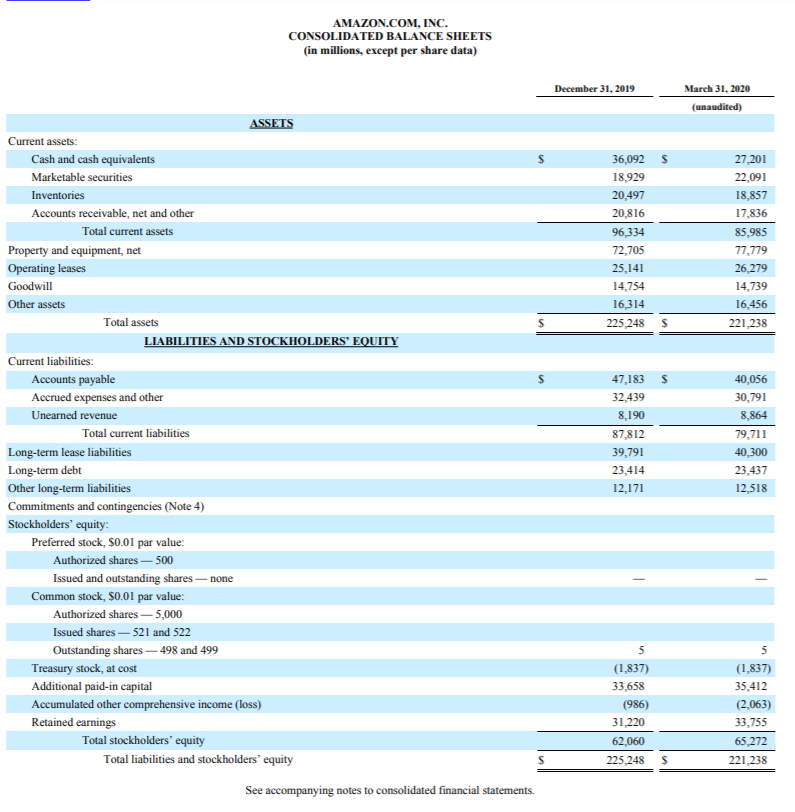 AMAZON.COM, INC.
CONSOLIDATED BALANCE SHEETS
(in millions, except per share data)
December 31, 2019 March 31, 2020
(unaudited)
ASSETS
Current assets:
Cash and cash equivalents $ 36,092 $ 27,201
Marketable securities 18,929 22,091
Inventories 20,497 18,857
Accounts receivable, net and other 20,816 17,836
Total current assets 96,334 85,985
Property and equipment, net 72,705 77,779
Operating leases 25,141 26,279
Goodwill 14,754 14,739
Other assets 16,314 16,456
Total assets $ 225,248 $ 221,238
LIABILITIES AND STOCKHOLDERS’ EQUITY
Current liabilities:
Accounts payable $ 47,183 $ 40,056
Accrued expenses and other 32,439 30,791
Unearned revenue 8,190 8,864
Total current liabilities 87,812 79,711
Long-term lease liabilities 39,791 40,300
Long-term debt 23,414 23,437
Other long-term liabilities 12,171 12,518
Commitments and contingencies (Note 4)
Stockholders’ equity:
Preferred stock, $0.01 par value:
Authorized shares — 500
Issued and outstanding shares — none — —
Common stock, $0.01 par value:
Authorized shares — 5,000
Issued shares — 521 and 522
Outstanding shares — 498 and 499 5 5
Treasury stock, at cost (1,837) (1,837)
Additional paid-in capital 33,658 35,412
Accumulated other comprehensive income (loss) (986) (2,063)
Retained earnings 31,220 33,755
Total stockholders’ equity 62,060 65,272
Total liabilities and stockholders’ equity $ 225,248 $ 221,238
See accompanying notes to consolidated financial statements.